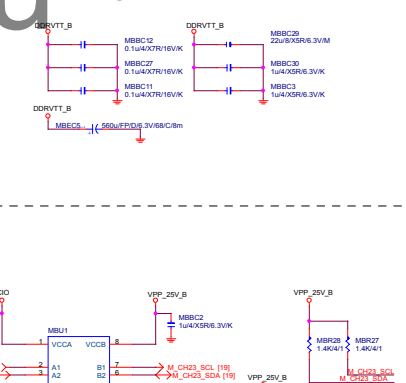 DDRVTT_B
MBBC12
0.1u/4/X7R/16V/K
MBBC27
0.1u/4/X7R/16V/K
MBBC11
0.1u/4/X7R/16V/K
DDRVTT_B
MBBC29
22u/8/X5R/6.3V/M
MBBC30
1u/4/X5R/6.3V/K
MBBC3
1u/4/X5R/6.3V/K
DDRVTT_B
MBEC5
560u/FP/D/6.3V/68/C/8m
CIO
MBU1
1 VCCA VCCB 8
2 A1 B1 7
3 A2 B2 6
VPP_25V_B
MBBC2
1u/4/X5R/6.3V/K
M_CH23_SCL [19]
M_CH23_SDA [19]
VPP_25V_B
VPP_25V_B
MBR28
1.4K/4/1
MBR27
1.4K/4/1
M_CH23_SCL
M_CH23_SDA